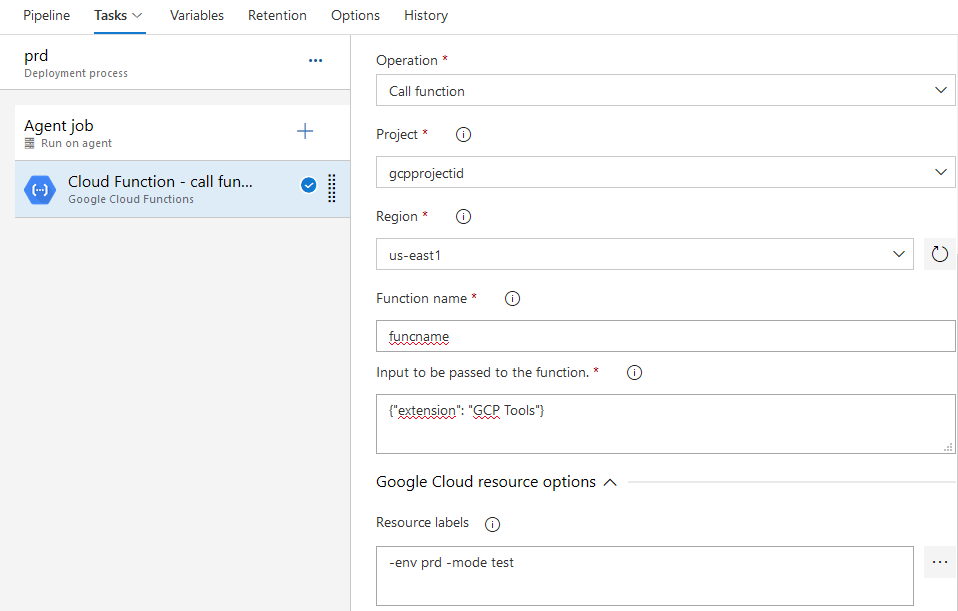 Pipeline Tasks Variables Retention Options History
prd
Deployment process
Agent job
Run on agent
Cloud Function - call fun...
Google Cloud Functions
Operation *
Call function
Project *
gcpprojectid
Region *
us-east1
Function name *
funcname
Input to be passed to the function. *
{"extension": "GCP Tools"}
Google Cloud resource options
Resource labels
-env prd -mode test